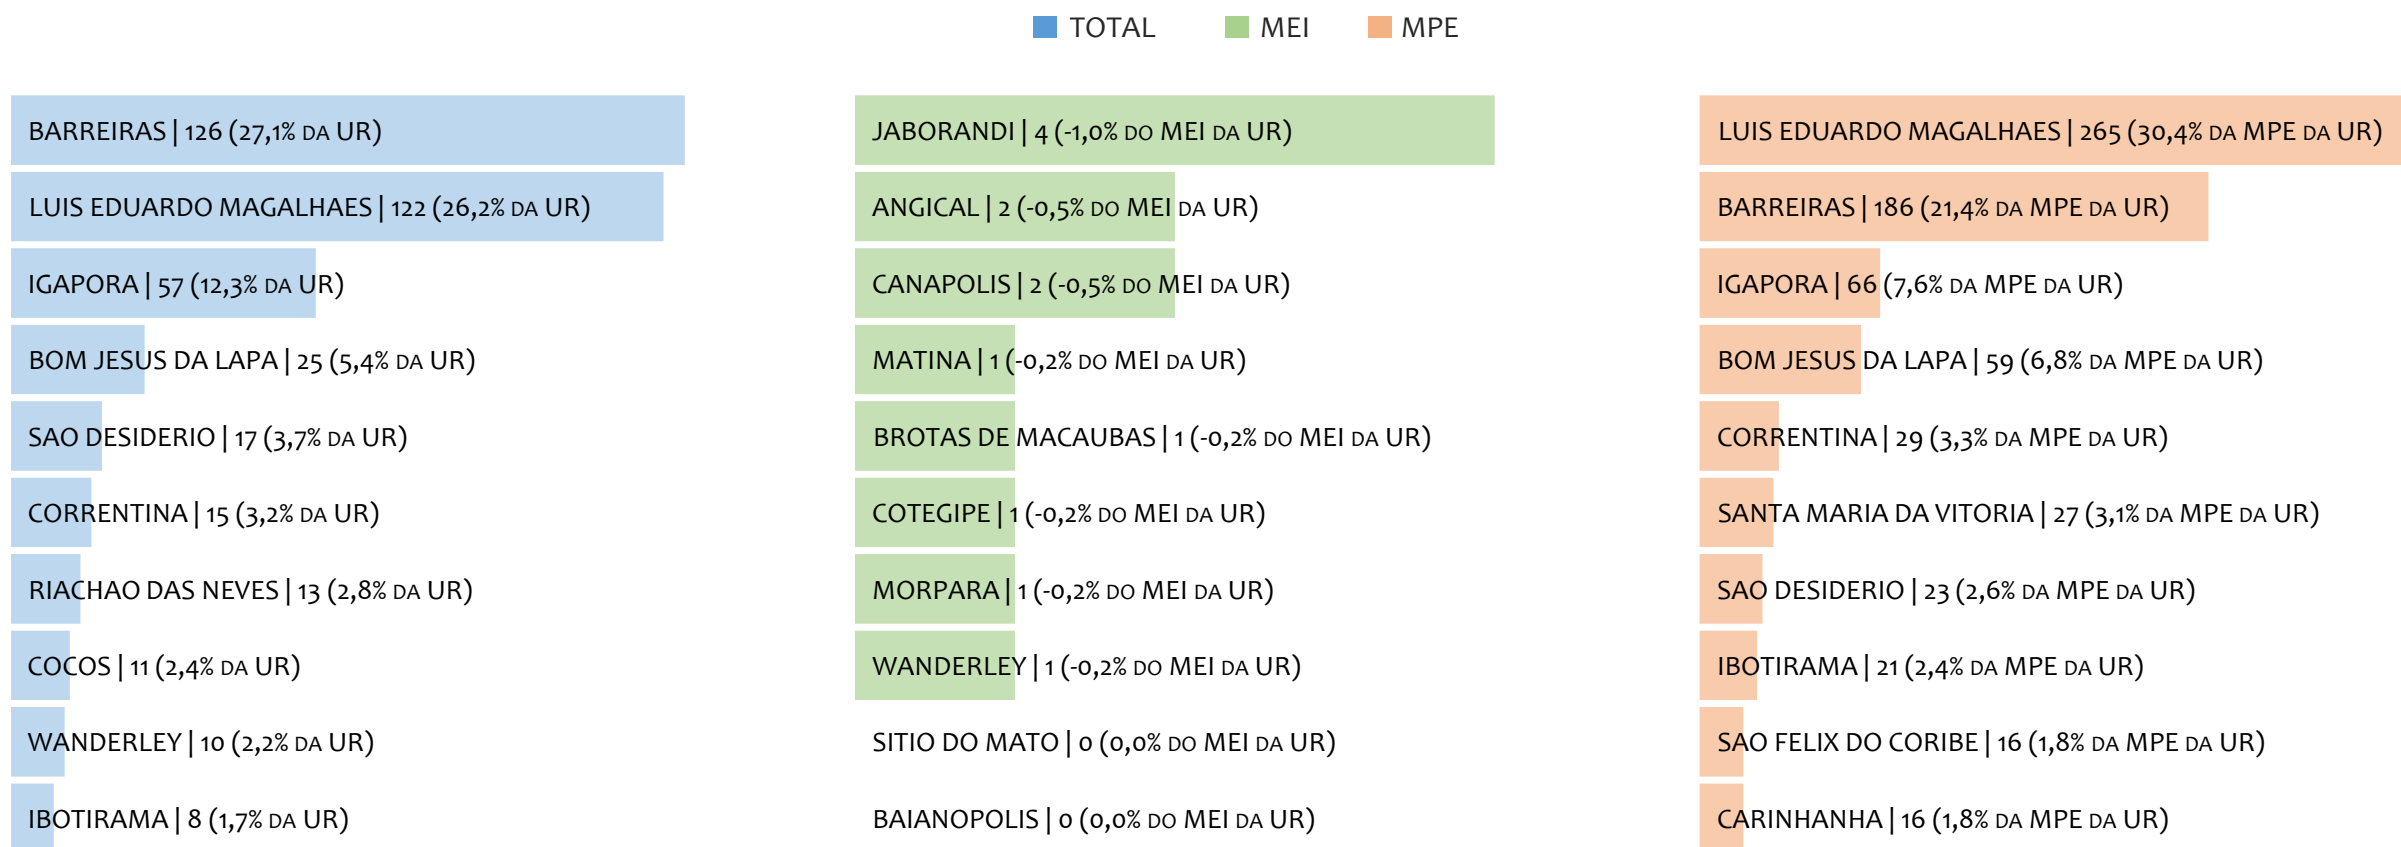 TOTAL MEI MPE
BARREIRAS | 126 (27,1% DA UR)
LUIS EDUARDO MAGALHAES | 122 (26,2% DA UR)
IGAPORA | 57 (12,3% DA UR)
BOM JESUS DA LAPA | 25 (5,4% DA UR)
SAO DESIDERIO | 17 (3,7% DA UR)
CORRENTINA | 15 (3,2% DA UR)
RIACHAO DAS NEVES | 13 (2,8% DA UR)
COCOS | 11 (2,4% DA UR)
WANDERLEY | 10 (2,2% DA UR)
IBOTIRAMA | 8 (1,7% DA UR)
JABORANDI | 4 (-1,0% DO MEI DA UR)
ANGICAL | 2 (-0,5% DO MEI DA UR)
CANAPOLIS | 2 (-0,5% DO MEI DA UR)
MATINA | 1 (-0,2% DO MEI DA UR)
BROTAS DE MACAUBAS | 1 (-0,2% DO MEI DA UR)
COTEGIPE | 1 (-0,2% DO MEI DA UR)
MORPARA | 1 (-0,2% DO MEI DA UR)
WANDERLEY | 1 (-0,2% DO MEI DA UR)
SITIO DO MATO | 0 (0,0% DO MEI DA UR)
BAIANOPOLIS | 0 (0,0% DO MEI DA UR)
LUIS EDUARDO MAGALHAES | 265 (30,4% DA MPE DA UR)
BARREIRAS | 186 (21,4% DA MPE DA UR)
IGAPORA | 66 (7,6% DA MPE DA UR)
BOM JESUS DA LAPA | 59 (6,8% DA MPE DA UR)
CORRENTINA | 29 (3,3% DA MPE DA UR)
SANTA MARIA DA VITORIA | 27 (3,1% DA MPE DA UR)
SAO DESIDERIO | 23 (2,6% DA MPE DA UR)
IBOTIRAMA | 21 (2,4% DA MPE DA UR)
SAO FELIX DO CORIBE | 16 (1,8% DA MPE DA UR)
CARINHANHA | 16 (1,8% DA MPE DA UR)